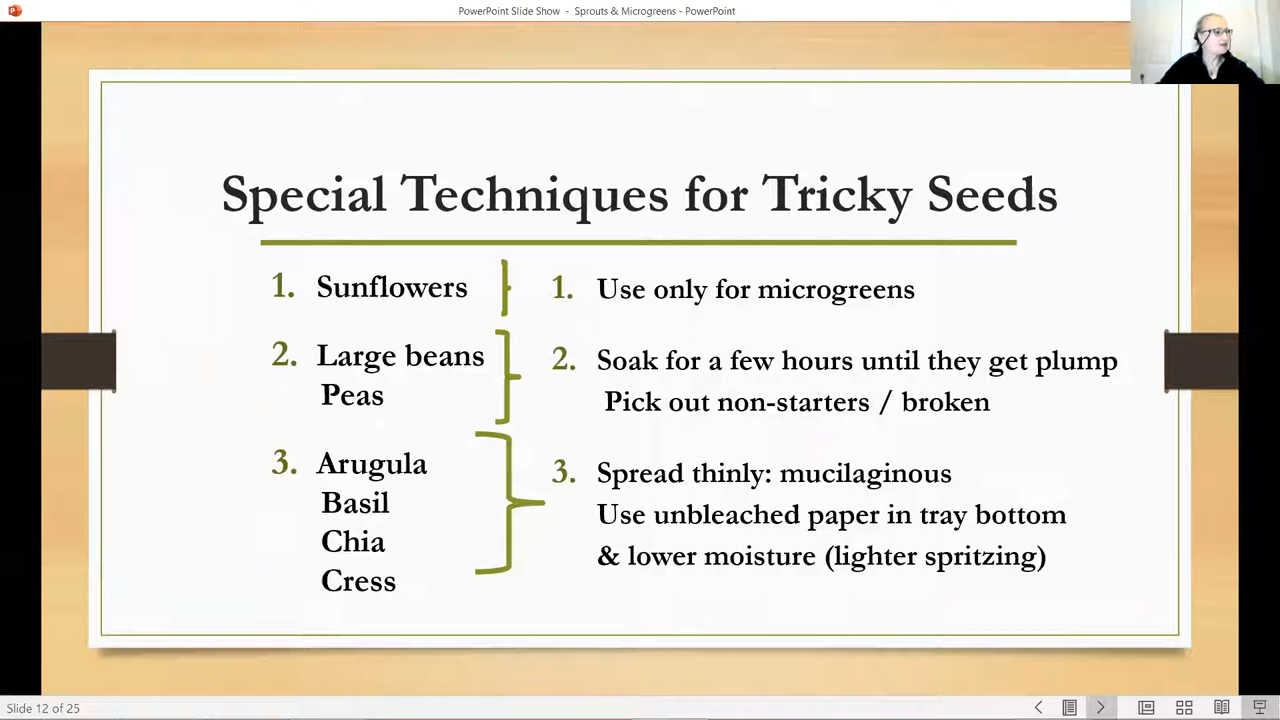 PowerPoint Slide Show - Sprouts & Microgreens - PowerPoint
Special Techniques for Tricky Seeds
1. Sunflowers
1. Use only for microgreens
2. Large beans
Peas
2. Soak for a few hours until they get plump
Pick out non-starters / broken
3. Arugula
Basil
Chia
Cress
3. Spread thinly: mucilaginous
Use unbleached paper in tray bottom
& lower moisture (lighter spritzing)
Slide 12 of 25